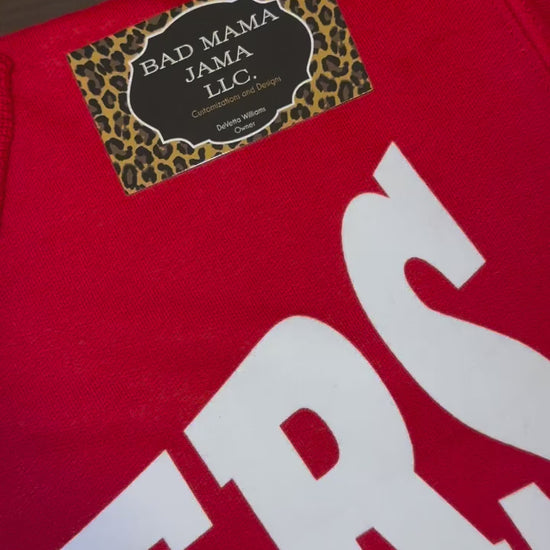 BAD MAMA
JAMA
LLC.
Customizations and Designs
DeVetta Williams
Owner
ERS